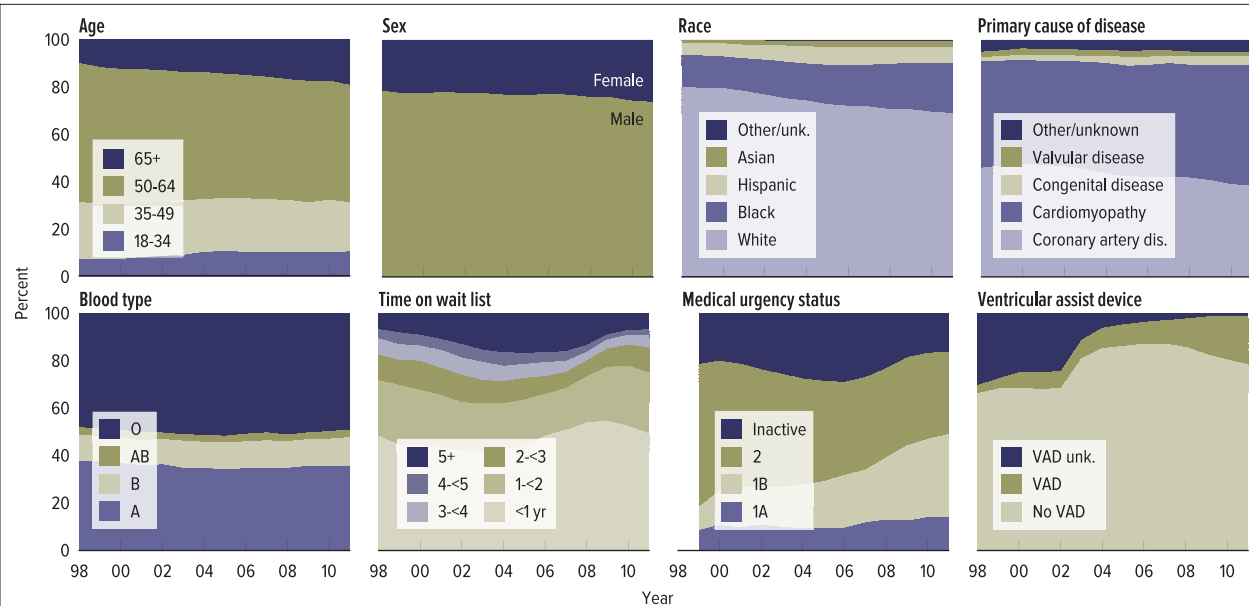 Age
Sex
Race
Primary cause of disease
100
80
60
40
20
0
65+
50-64
35-49
18-34
Female
Male
Other/unk.
Asian
Hispanic
Black
White
Other/unknown
Valvular disease
Congenital disease
Cardiomyopathy
Coronary artery dis.
Percent
Blood type
Time on wait list
Medical urgency status
Ventricular assist device
100
80
60
40
20
0
O
AB
B
A
5+ 2-<3
4-<5 1-<2
3-<4 <1 yr
Inactive
2
1B
1A
VAD unk.
VAD
No VAD
98 00 02 04 06 08 10
98 00 02 04 06 08 10
98 00 02 04 06 08 10
98 00 02 04 06 08 10
Year